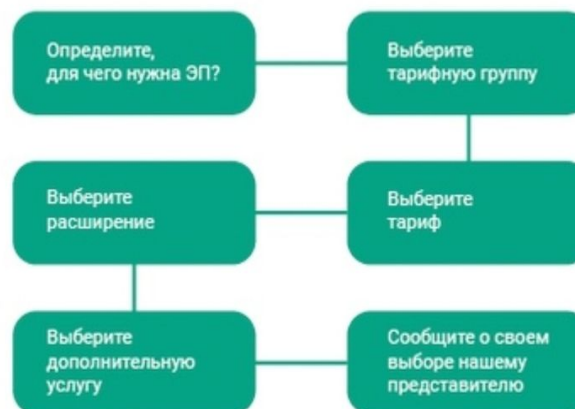 Определите,
для чего нужна ЭП?
Выберите
тарифную группу
Выберите
тариф
Выберите
расширение
Выберите
дополнительную
услугу
Сообщите о своем
выборе нашему
представителю